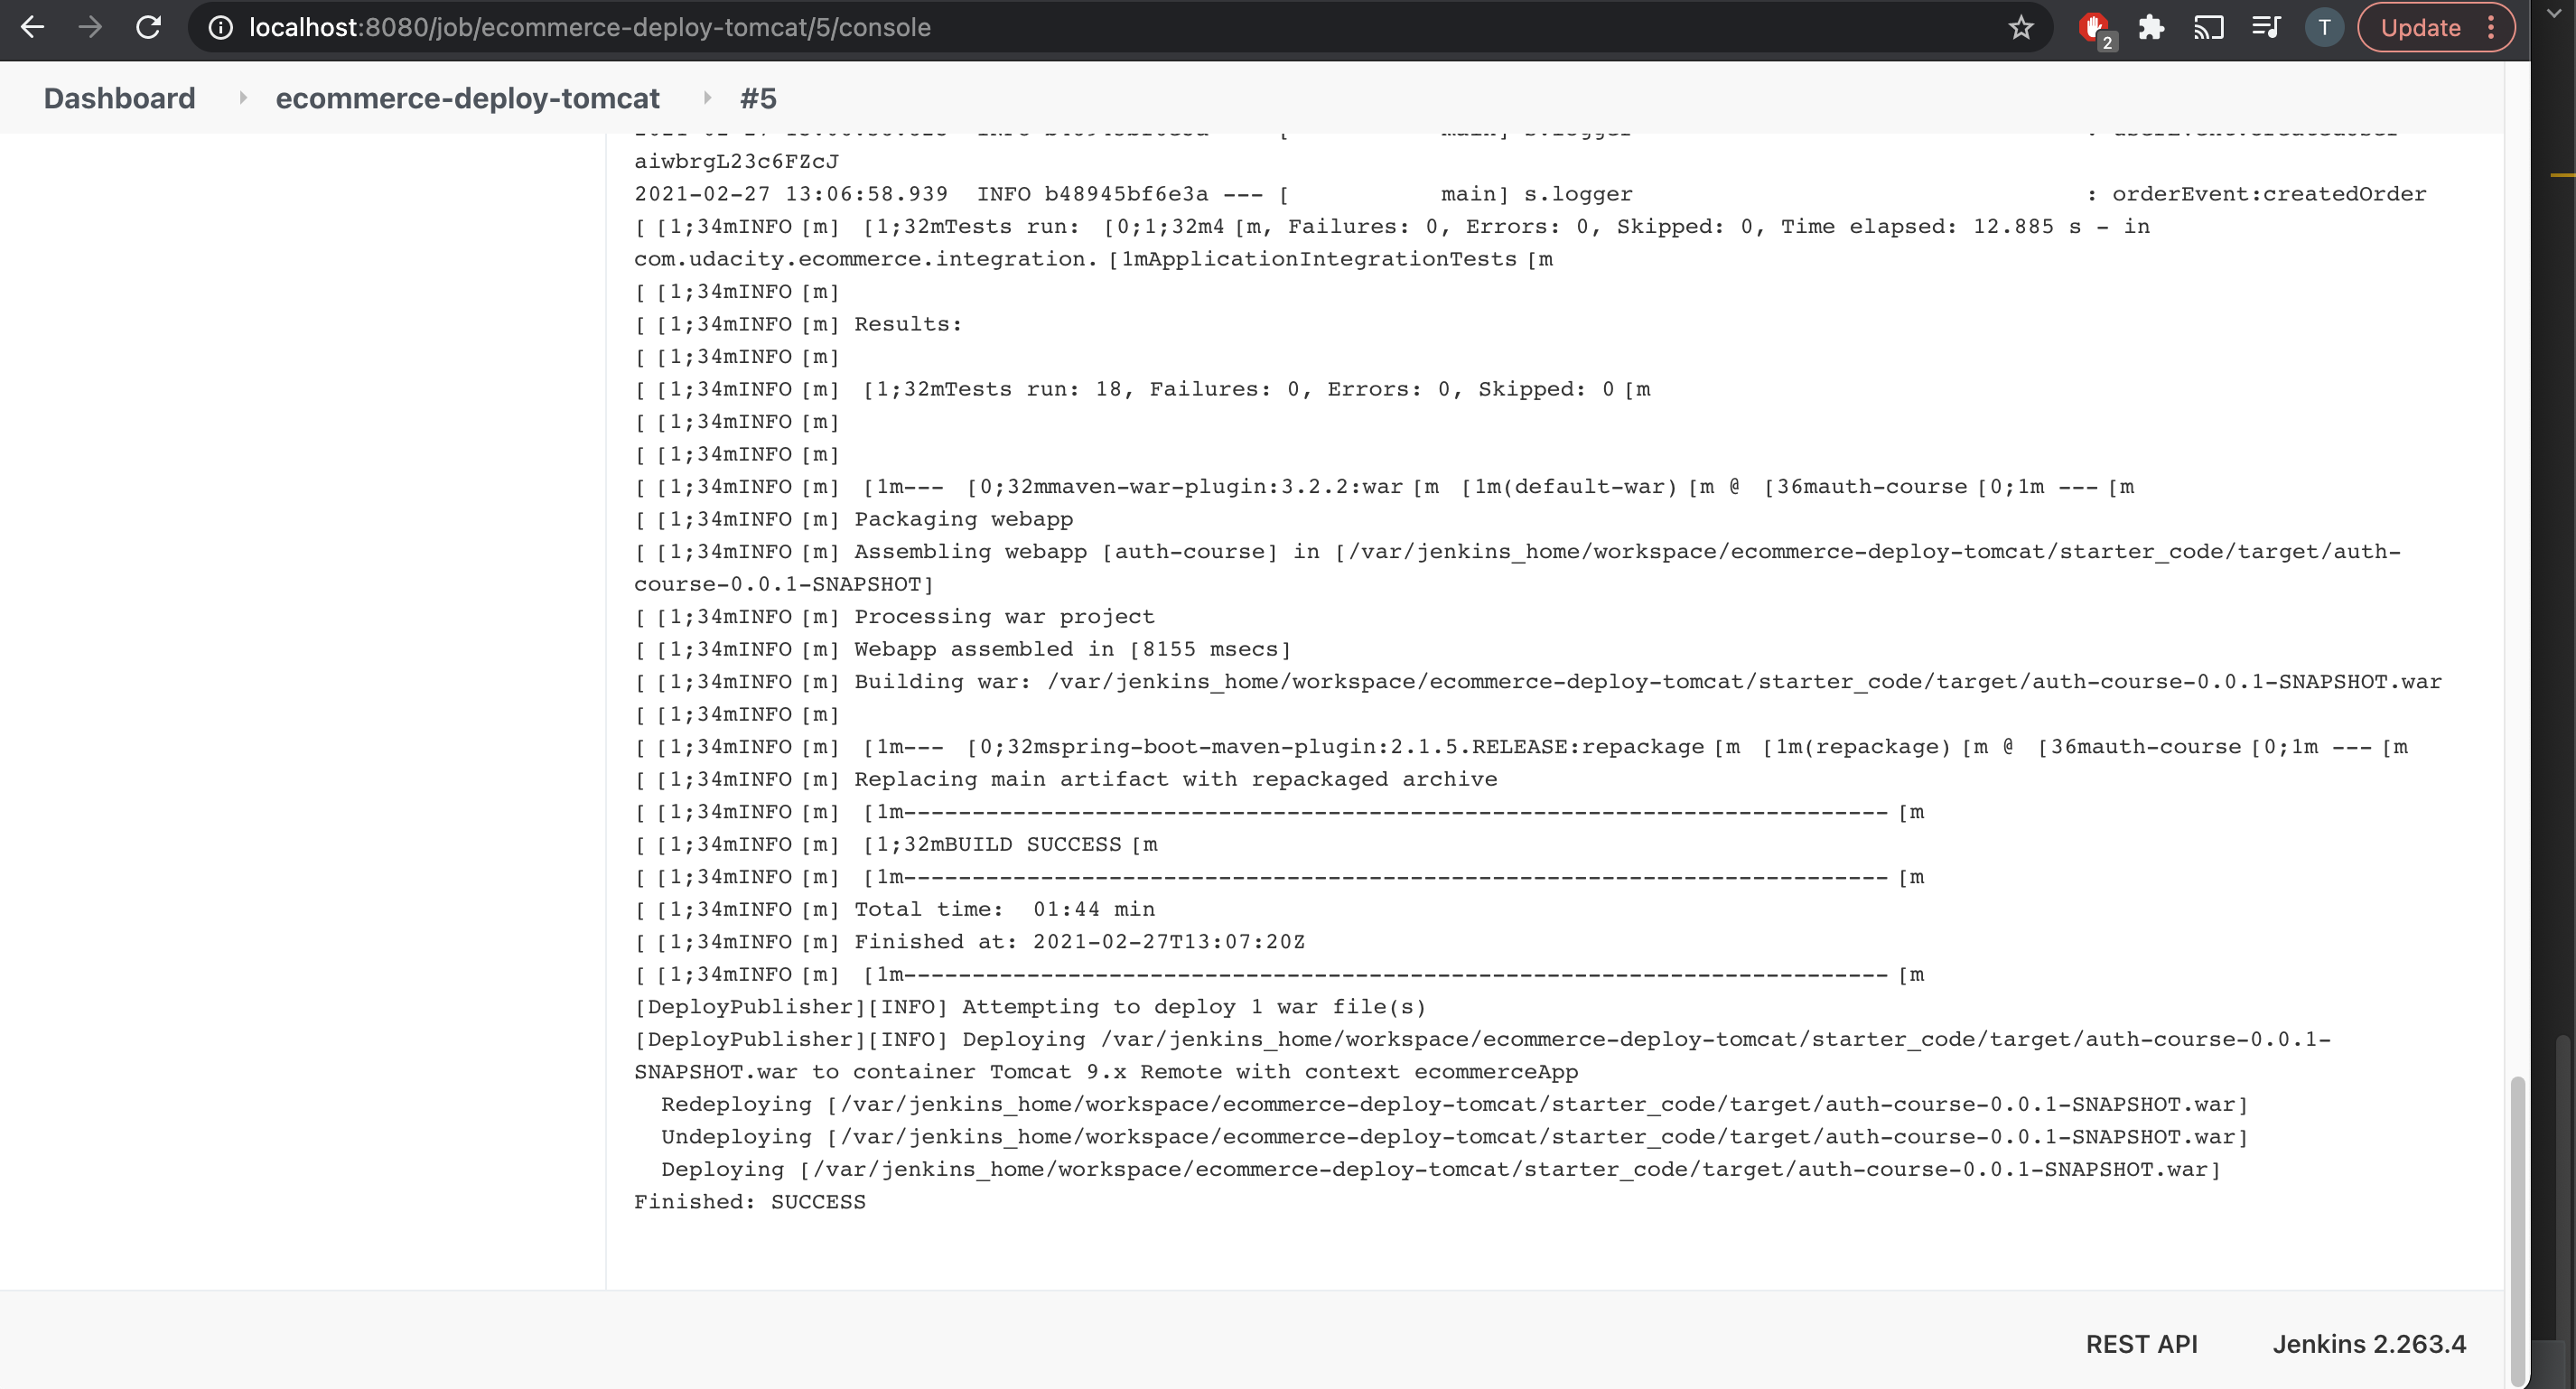 localhost:8080/job/ecommerce-deploy-tomcat/5/console
2
T
Update
Dashboard
ecommerce-deploy-tomcat
#5
aiwbrgL23c6FZcJ
2021-02-27 13:06:58.939  INFO b48945bf6e3a --- [           main] s.logger                                 : orderEvent:createdOrder
[ [1;34mINFO [m]  [1;32mTests run:  [0;1;32m4 [m, Failures: 0, Errors: 0, Skipped: 0, Time elapsed: 12.885 s - in
com.udacity.ecommerce.integration. [1mApplicationIntegrationTests [m
[ [1;34mINFO [m]
[ [1;34mINFO [m] Results:
[ [1;34mINFO [m]
[ [1;34mINFO [m]  [1;32mTests run: 18, Failures: 0, Errors: 0, Skipped: 0 [m
[ [1;34mINFO [m]
[ [1;34mINFO [m]
[ [1;34mINFO [m]  [1m---  [0;32mmaven-war-plugin:3.2.2:war [m  [1m(default-war) [m @  [36mauth-course [0;1m --- [m
[ [1;34mINFO [m] Packaging webapp
[ [1;34mINFO [m] Assembling webapp [auth-course] in [/var/jenkins_home/workspace/ecommerce-deploy-tomcat/starter_code/target/auth-
course-0.0.1-SNAPSHOT]
[ [1;34mINFO [m] Processing war project
[ [1;34mINFO [m] Webapp assembled in [8155 msecs]
[ [1;34mINFO [m] Building war: /var/jenkins_home/workspace/ecommerce-deploy-tomcat/starter_code/target/auth-course-0.0.1-SNAPSHOT.war
[ [1;34mINFO [m]
[ [1;34mINFO [m]  [1m---  [0;32mspring-boot-maven-plugin:2.1.5.RELEASE:repackage [m  [1m(repackage) [m @  [36mauth-course [0;1m --- [m
[ [1;34mINFO [m] Replacing main artifact with repackaged archive
[ [1;34mINFO [m]  [1m------------------------------------------------------------------------ [m
[ [1;34mINFO [m]  [1;32mBUILD SUCCESS [m
[ [1;34mINFO [m]  [1m------------------------------------------------------------------------ [m
[ [1;34mINFO [m] Total time:  01:44 min
[ [1;34mINFO [m] Finished at: 2021-02-27T13:07:20Z
[ [1;34mINFO [m]  [1m------------------------------------------------------------------------ [m
[DeployPublisher][INFO] Attempting to deploy 1 war file(s)
[DeployPublisher][INFO] Deploying /var/jenkins_home/workspace/ecommerce-deploy-tomcat/starter_code/target/auth-course-0.0.1-
SNAPSHOT.war to container Tomcat 9.x Remote with context ecommerceApp
  Redeploying [/var/jenkins_home/workspace/ecommerce-deploy-tomcat/starter_code/target/auth-course-0.0.1-SNAPSHOT.war]
  Undeploying [/var/jenkins_home/workspace/ecommerce-deploy-tomcat/starter_code/target/auth-course-0.0.1-SNAPSHOT.war]
  Deploying [/var/jenkins_home/workspace/ecommerce-deploy-tomcat/starter_code/target/auth-course-0.0.1-SNAPSHOT.war]
Finished: SUCCESS
REST API
Jenkins 2.263.4